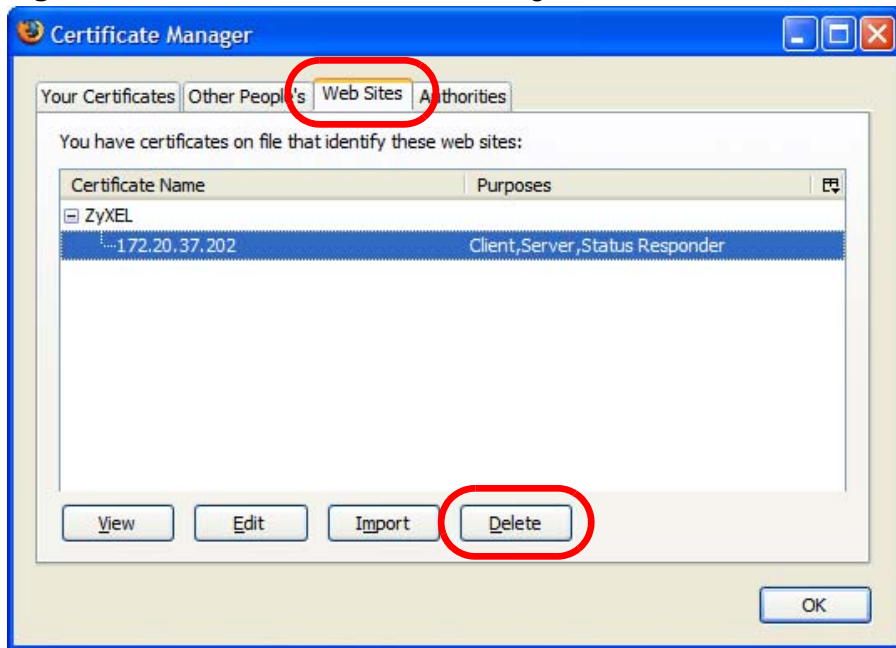 Certificate Manager
Your Certificates Other People's Web Sites Authorities
You have certificates on file that identify these web sites:
Certificate Name Purposes
ZyXEL
172.20.37.202 Client,Server,Status Responder
View Edit Import Delete
OK